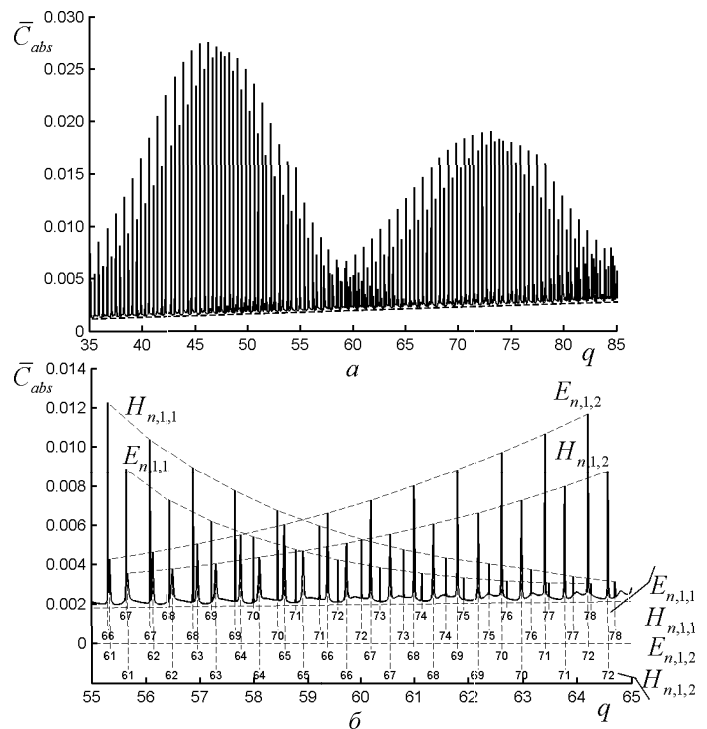 C̅abs
0.030
0.025
0.020
0.015
0.010
0.005
0
35 40 45 50 55 60 65 70 75 80 85
q
а
C̅abs
0.014
0.012
0.010
0.008
0.006
0.004
0.002
0
Hn,1,1
En,1,1
En,1,2
Hn,1,2
67 68 69 70 71 72 73 74 75 76 77 78
En,1,1
66 67 68 69 70 71 72 73 74 75 76 77 78
Hn,1,1
61 62 63 64 65 66 67 68 69 70 71 72
En,1,2
61 62 63 64 65 66 67 68 69 70 71 72
Hn,1,2
55 56 57 58 59 60 61 62 63 64 65
q
б